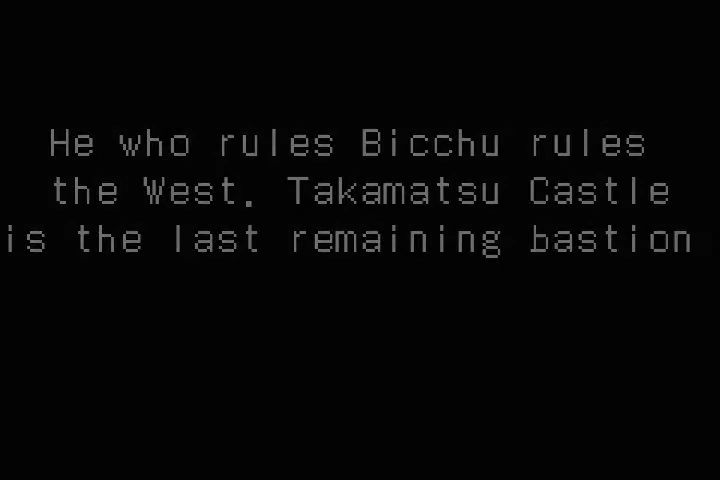 He who rules Bicchu rules
the West. Takamatsu Castle
is the last remaining bastion